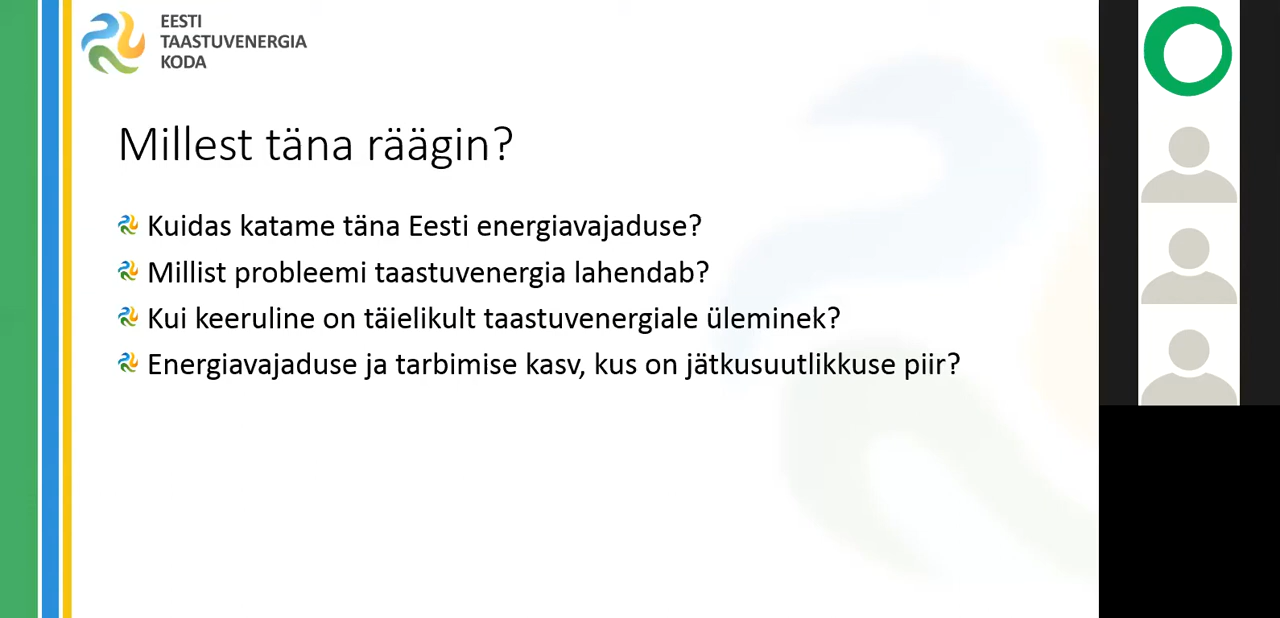 EESTI
TAASTUVENERGIA
KODA
Millest täna räägin?
Kuidas katame täna Eesti energiavajaduse?
Millist probleemi taastuvenergia lahendab?
Kui keeruline on täielikult taastuvenergiale üleminek?
Energiavajaduse ja tarbimise kasv, kus on jätkusuutlikkuse piir?